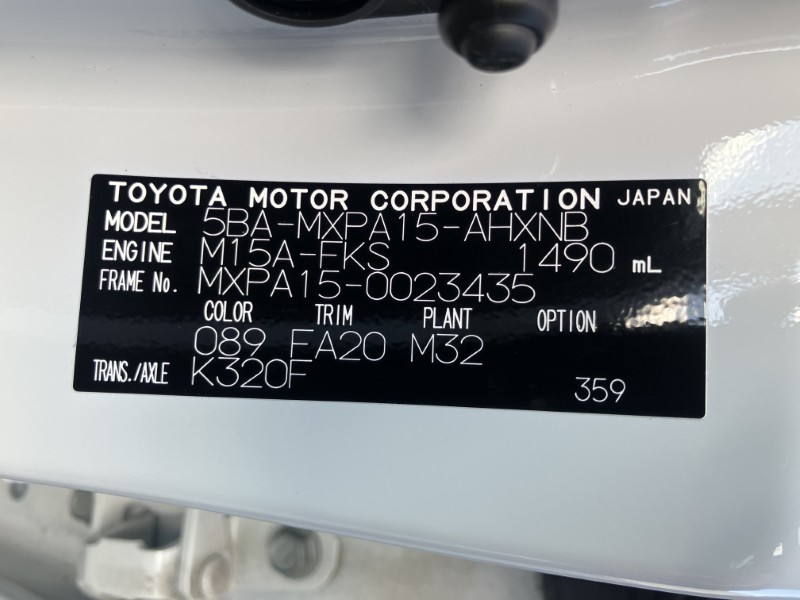 TOYOTA MOTOR CORPORATION JAPAN
MODEL 5BA-MXPA15-AHXNB
ENGINE M15A-FKS 1490 mL
FRAME No. MXPA15-0023435
COLOR TRIM PLANT OPTION
089 EA20 M32
TRANS./AXLE K320F
359